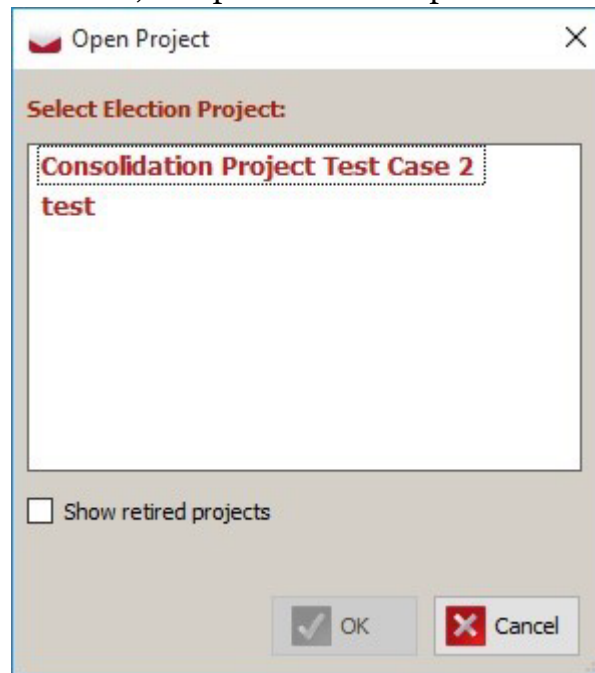 Open Project
Select Election Project:
Consolidation Project Test Case 2
test
Show retired projects
OK Cancel